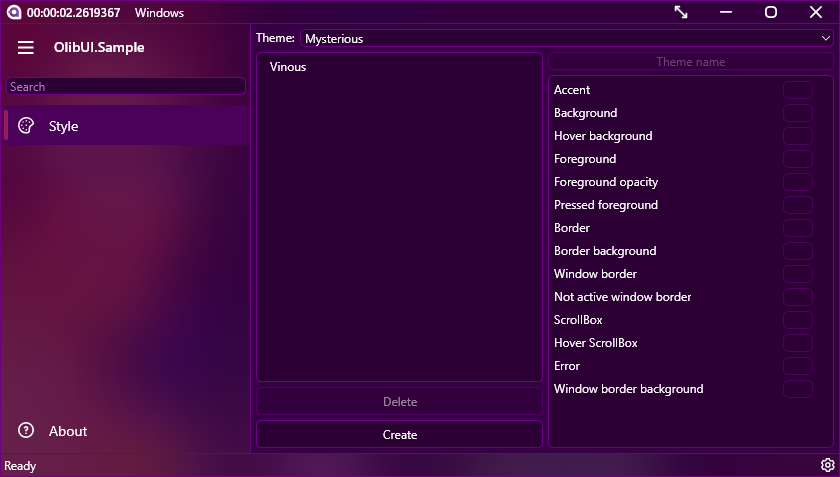 00:00:02.2619367 Windows
OlibUI.Sample
Search
Style
About
Theme: Mysterious
Vinous
Delete
Create
Theme name
Accent
Background
Hover background
Foreground
Foreground opacity
Pressed foreground
Border
Border background
Window border
Not active window border
ScrollBox
Hover ScrollBox
Error
Window border background
Ready